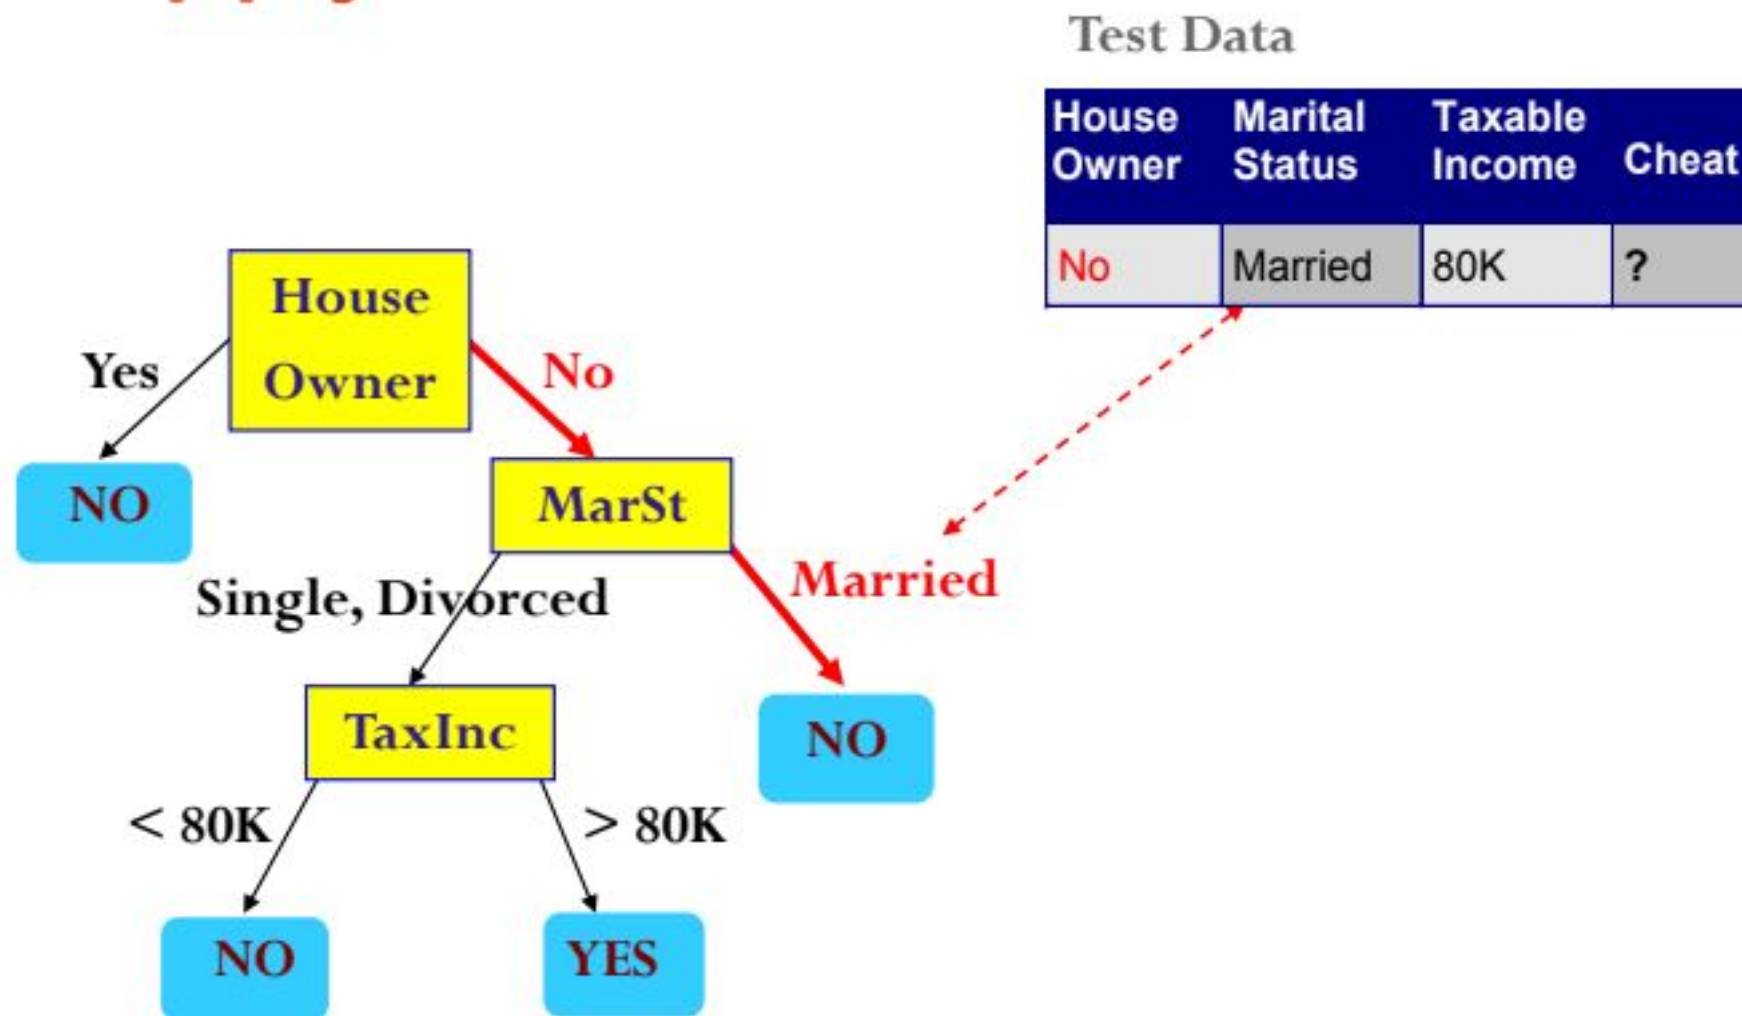 Test Data
House Owner
Marital Status
Taxable Income
Cheat
No
Married
80K
?
House
Owner
Yes
No
NO
MarSt
Single, Divorced
Married
TaxInc
NO
< 80K
> 80K
NO
YES